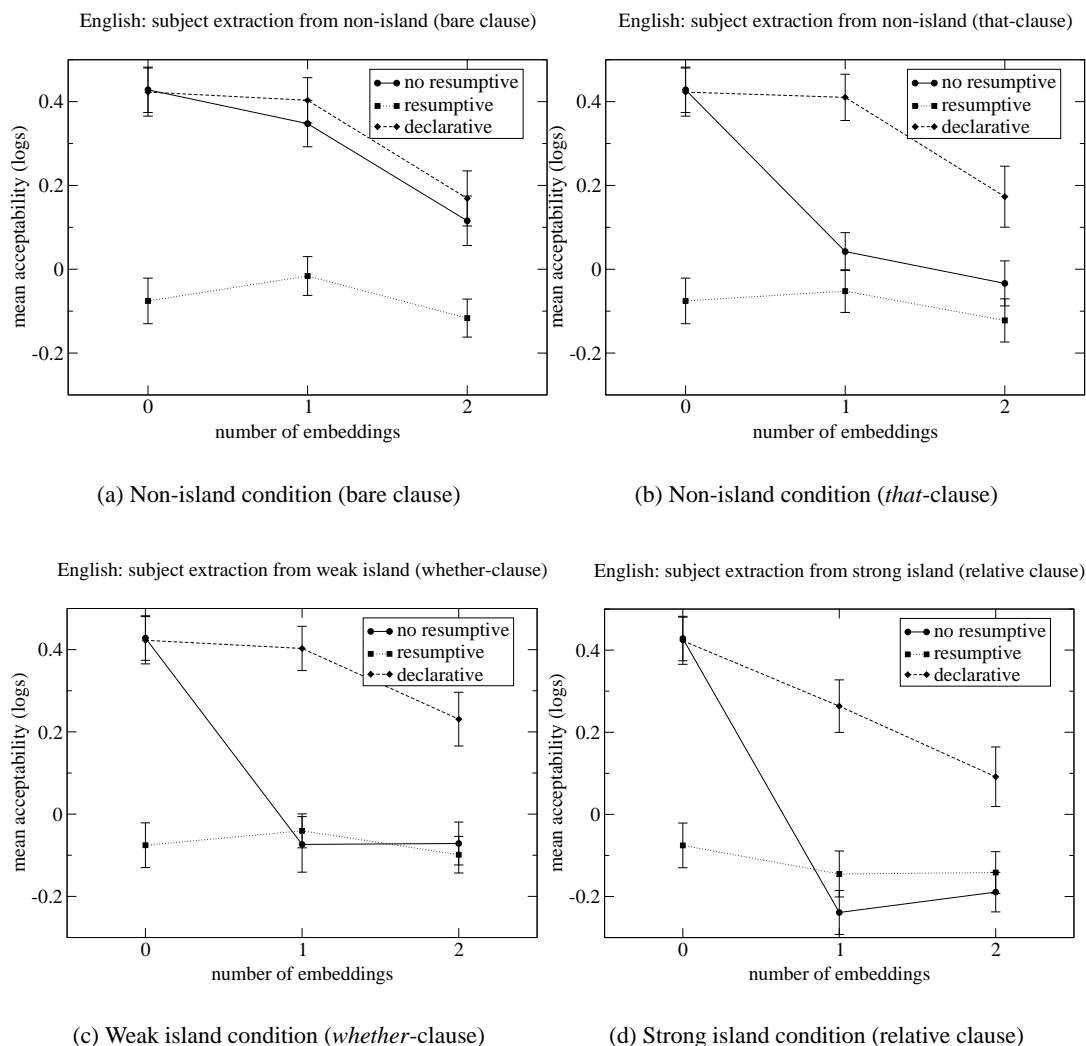 English: subject extraction from non-island (bare clause)
mean acceptability (logs)
0.4
0.2
0
-0.2
no resumptive
resumptive
declarative
0 1 2
number of embeddings
(a) Non-island condition (bare clause)
English: subject extraction from non-island (that-clause)
mean acceptability (logs)
0.4
0.2
0
-0.2
no resumptive
resumptive
declarative
0 1 2
number of embeddings
(b) Non-island condition (that-clause)
English: subject extraction from weak island (whether-clause)
mean acceptability (logs)
0.4
0.2
0
-0.2
no resumptive
resumptive
declarative
0 1 2
number of embeddings
(c) Weak island condition (whether-clause)
English: subject extraction from strong island (relative clause)
mean acceptability (logs)
0.4
0.2
0
-0.2
no resumptive
resumptive
declarative
0 1 2
number of embeddings
(d) Strong island condition (relative clause)